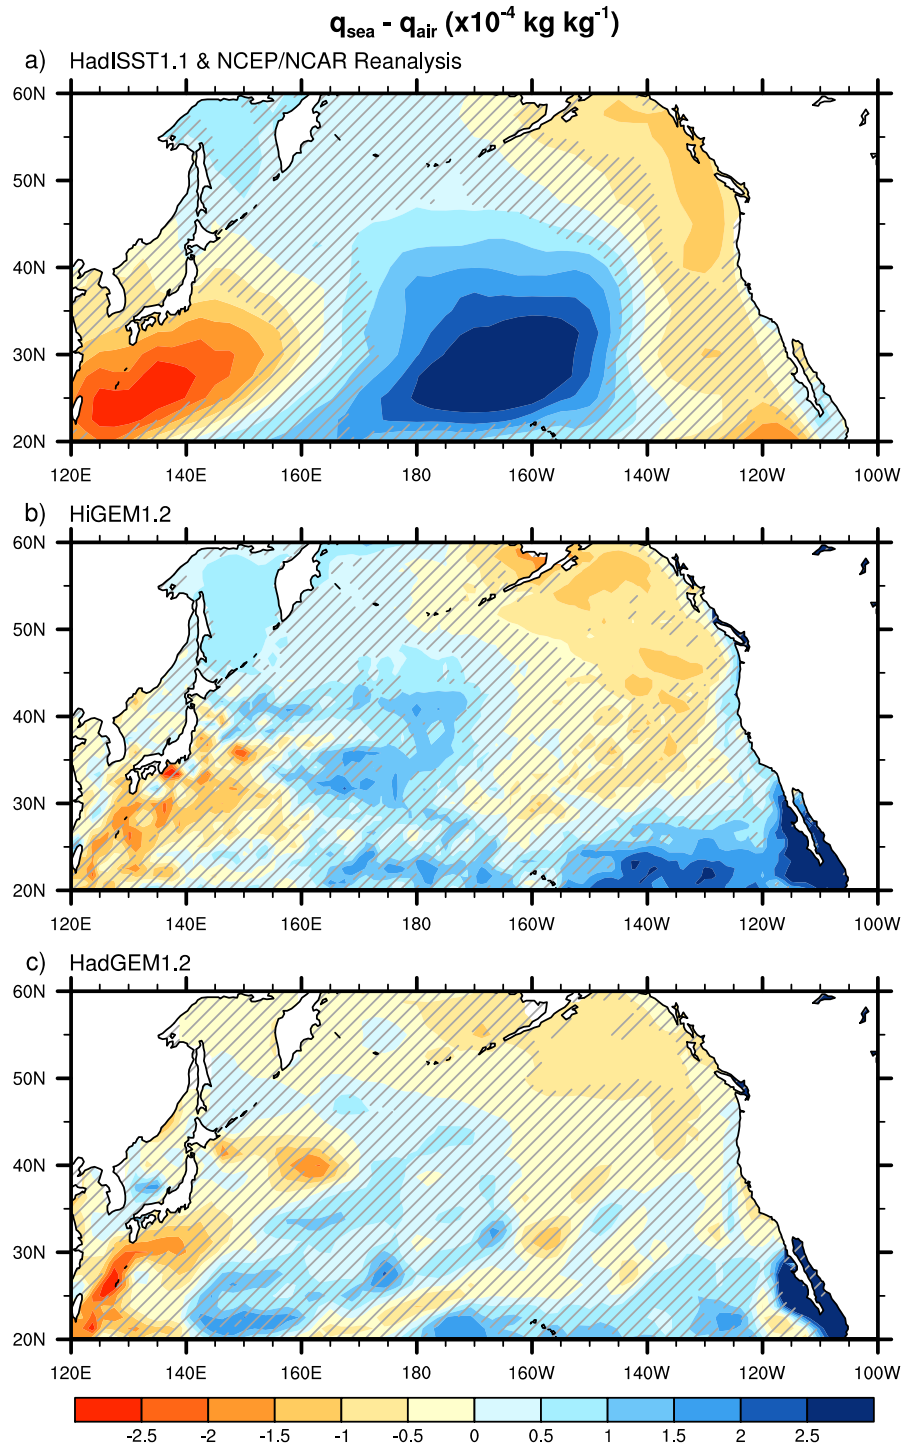 q_sea - q_air (x10^-4 kg kg^-1)
a) HadISST1.1 & NCEP/NCAR Reanalysis
60N
50N
40N
30N
20N
120E 140E 160E 180 160W 140W 120W 100W
b) HiGEM1.2
60N
50N
40N
30N
20N
120E 140E 160E 180 160W 140W 120W 100W
c) HadGEM1.2
60N
50N
40N
30N
20N
120E 140E 160E 180 160W 140W 120W 100W
-2.5 -2 -1.5 -1 -0.5 0 0.5 1 1.5 2 2.5